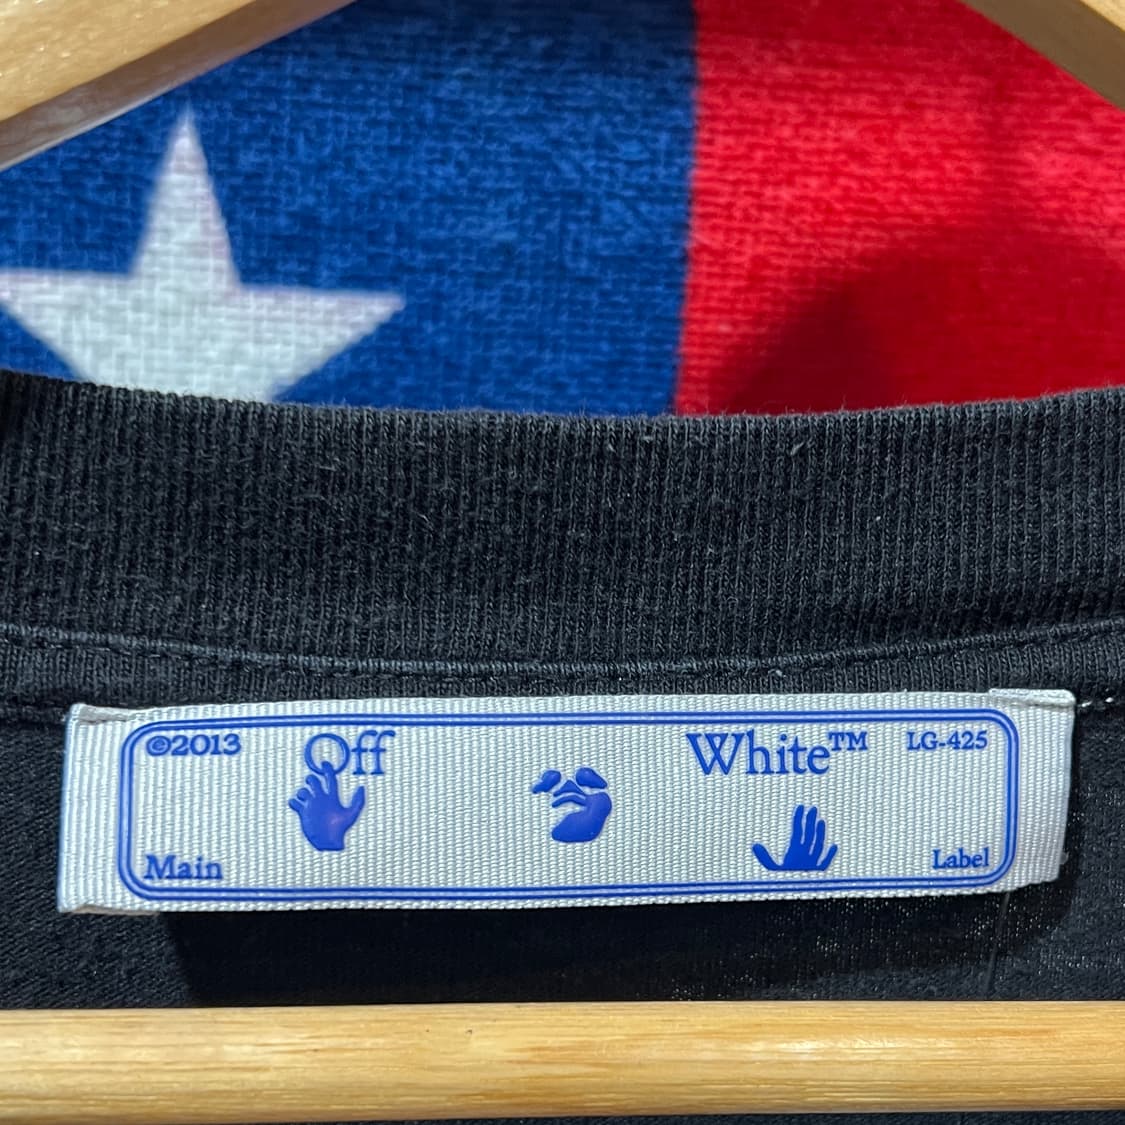 ©2013 Off White™ LG-425
Main Label